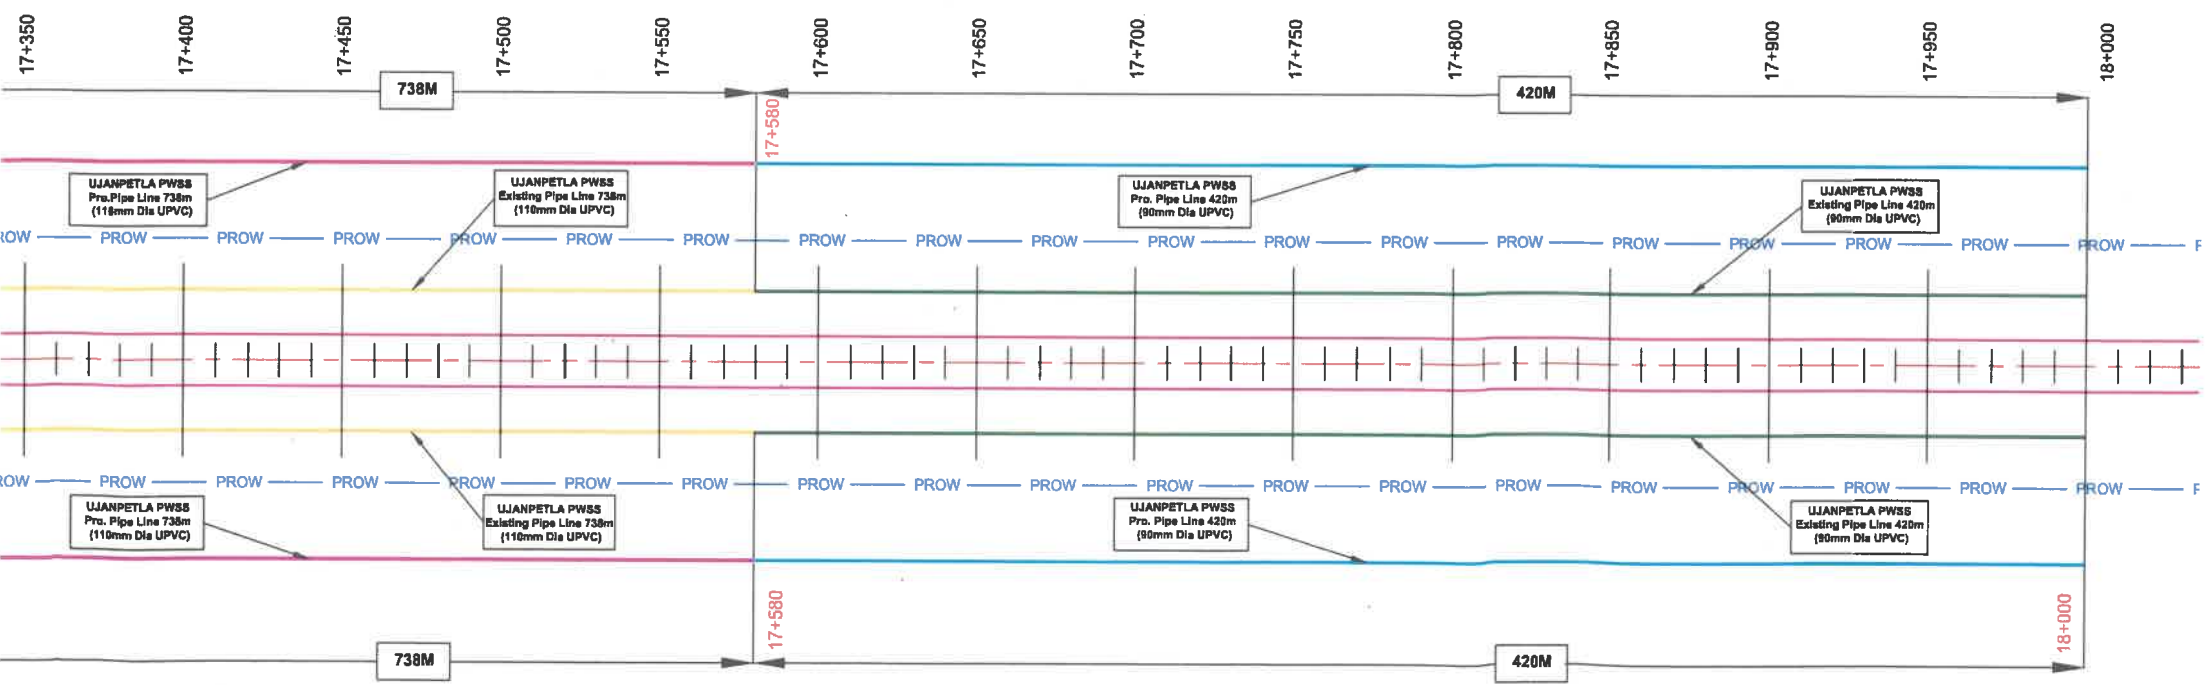 17+350 17+400 17+450 17+500 17+550 17+600 17+650 17+700 17+750 17+800 17+850 17+900 17+950 18+000
738M 420M
17+580
UJANPETLA PWSS
Pro.Pipe Line 738m
(110mm Dia UPVC)
UJANPETLA PWSS
Existing Pipe Line 738m
(110mm Dia UPVC)
UJANPETLA PWSS
Pro. Pipe Line 420m
(90mm Dia UPVC)
UJANPETLA PWSS
Existing Pipe Line 420m
(90mm Dia UPVC)
ROW PROW PROW PROW PROW PROW PROW PROW PROW PROW PROW PROW PROW PROW PROW PROW PROW PROW PROW P
ROW PROW PROW PROW PROW PROW PROW PROW PROW PROW PROW PROW PROW PROW PROW PROW PROW PROW PROW P
UJANPETLA PWSS
Pro. Pipe Line 738m
(110mm Dia UPVC)
UJANPETLA PWSS
Existing Pipe Line 738m
(110mm Dia UPVC)
UJANPETLA PWSS
Pro. Pipe Line 420m
(90mm Dia UPVC)
UJANPETLA PWSS
Existing Pipe Line 420m
(90mm Dia UPVC)
17+580 18+000
738M 420M